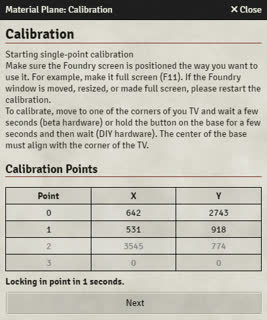 Material Plane: Calibration ✕ Close
Calibration
Starting single-point calibration
Make sure the Foundry screen is positioned the way you want to
use it. For example, make it full screen (F11). If the Foundry
window is moved, resized, or made full screen, please restart the
calibration.
To calibrate, move to one of the corners of you TV and wait a few
seconds (beta hardware) or hold the button on the base for a few
seconds and then wait (DIY hardware). The center of the base
must align with the corner of the TV.
Calibration Points
Point X Y
0 642 2743
1 531 918
2 3545 774
3 0 0
Locking in point in 1 seconds.
Next